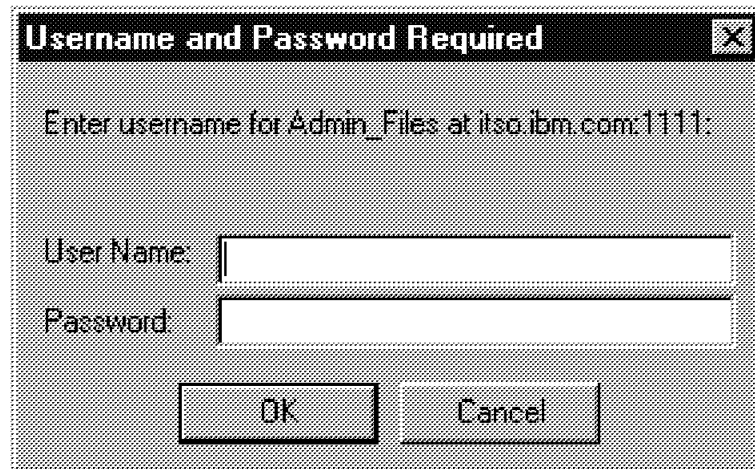 Username and Password Required
Enter username for Admin_Files at itso.ibm.com:1111:
User Name:
Password:
OK
Cancel